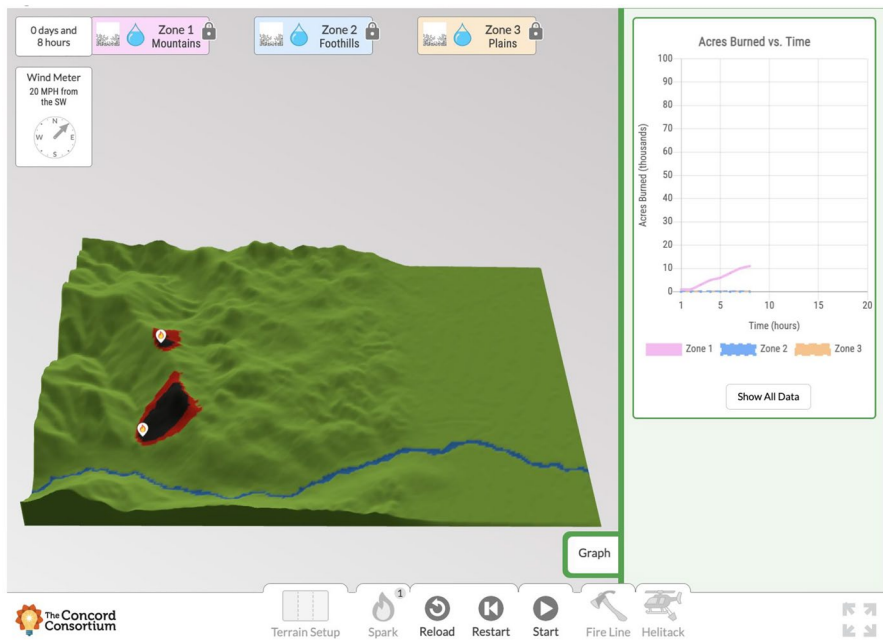 0 days and
8 hours
Zone 1
Mountains
Zone 2
Foothills
Zone 3
Plains
Wind Meter
20 MPH from
the SW
N
W E
S
Acres Burned vs. Time
Acres Burned (thousands)
100
90
80
70
60
50
40
30
20
10
0
1 5 10 15 20
Time (hours)
Zone 1 Zone 2 Zone 3
Show All Data
Graph
The Concord
Consortium
Terrain Setup
1
Spark
Reload
Restart
Start
Fire Line
Helitack